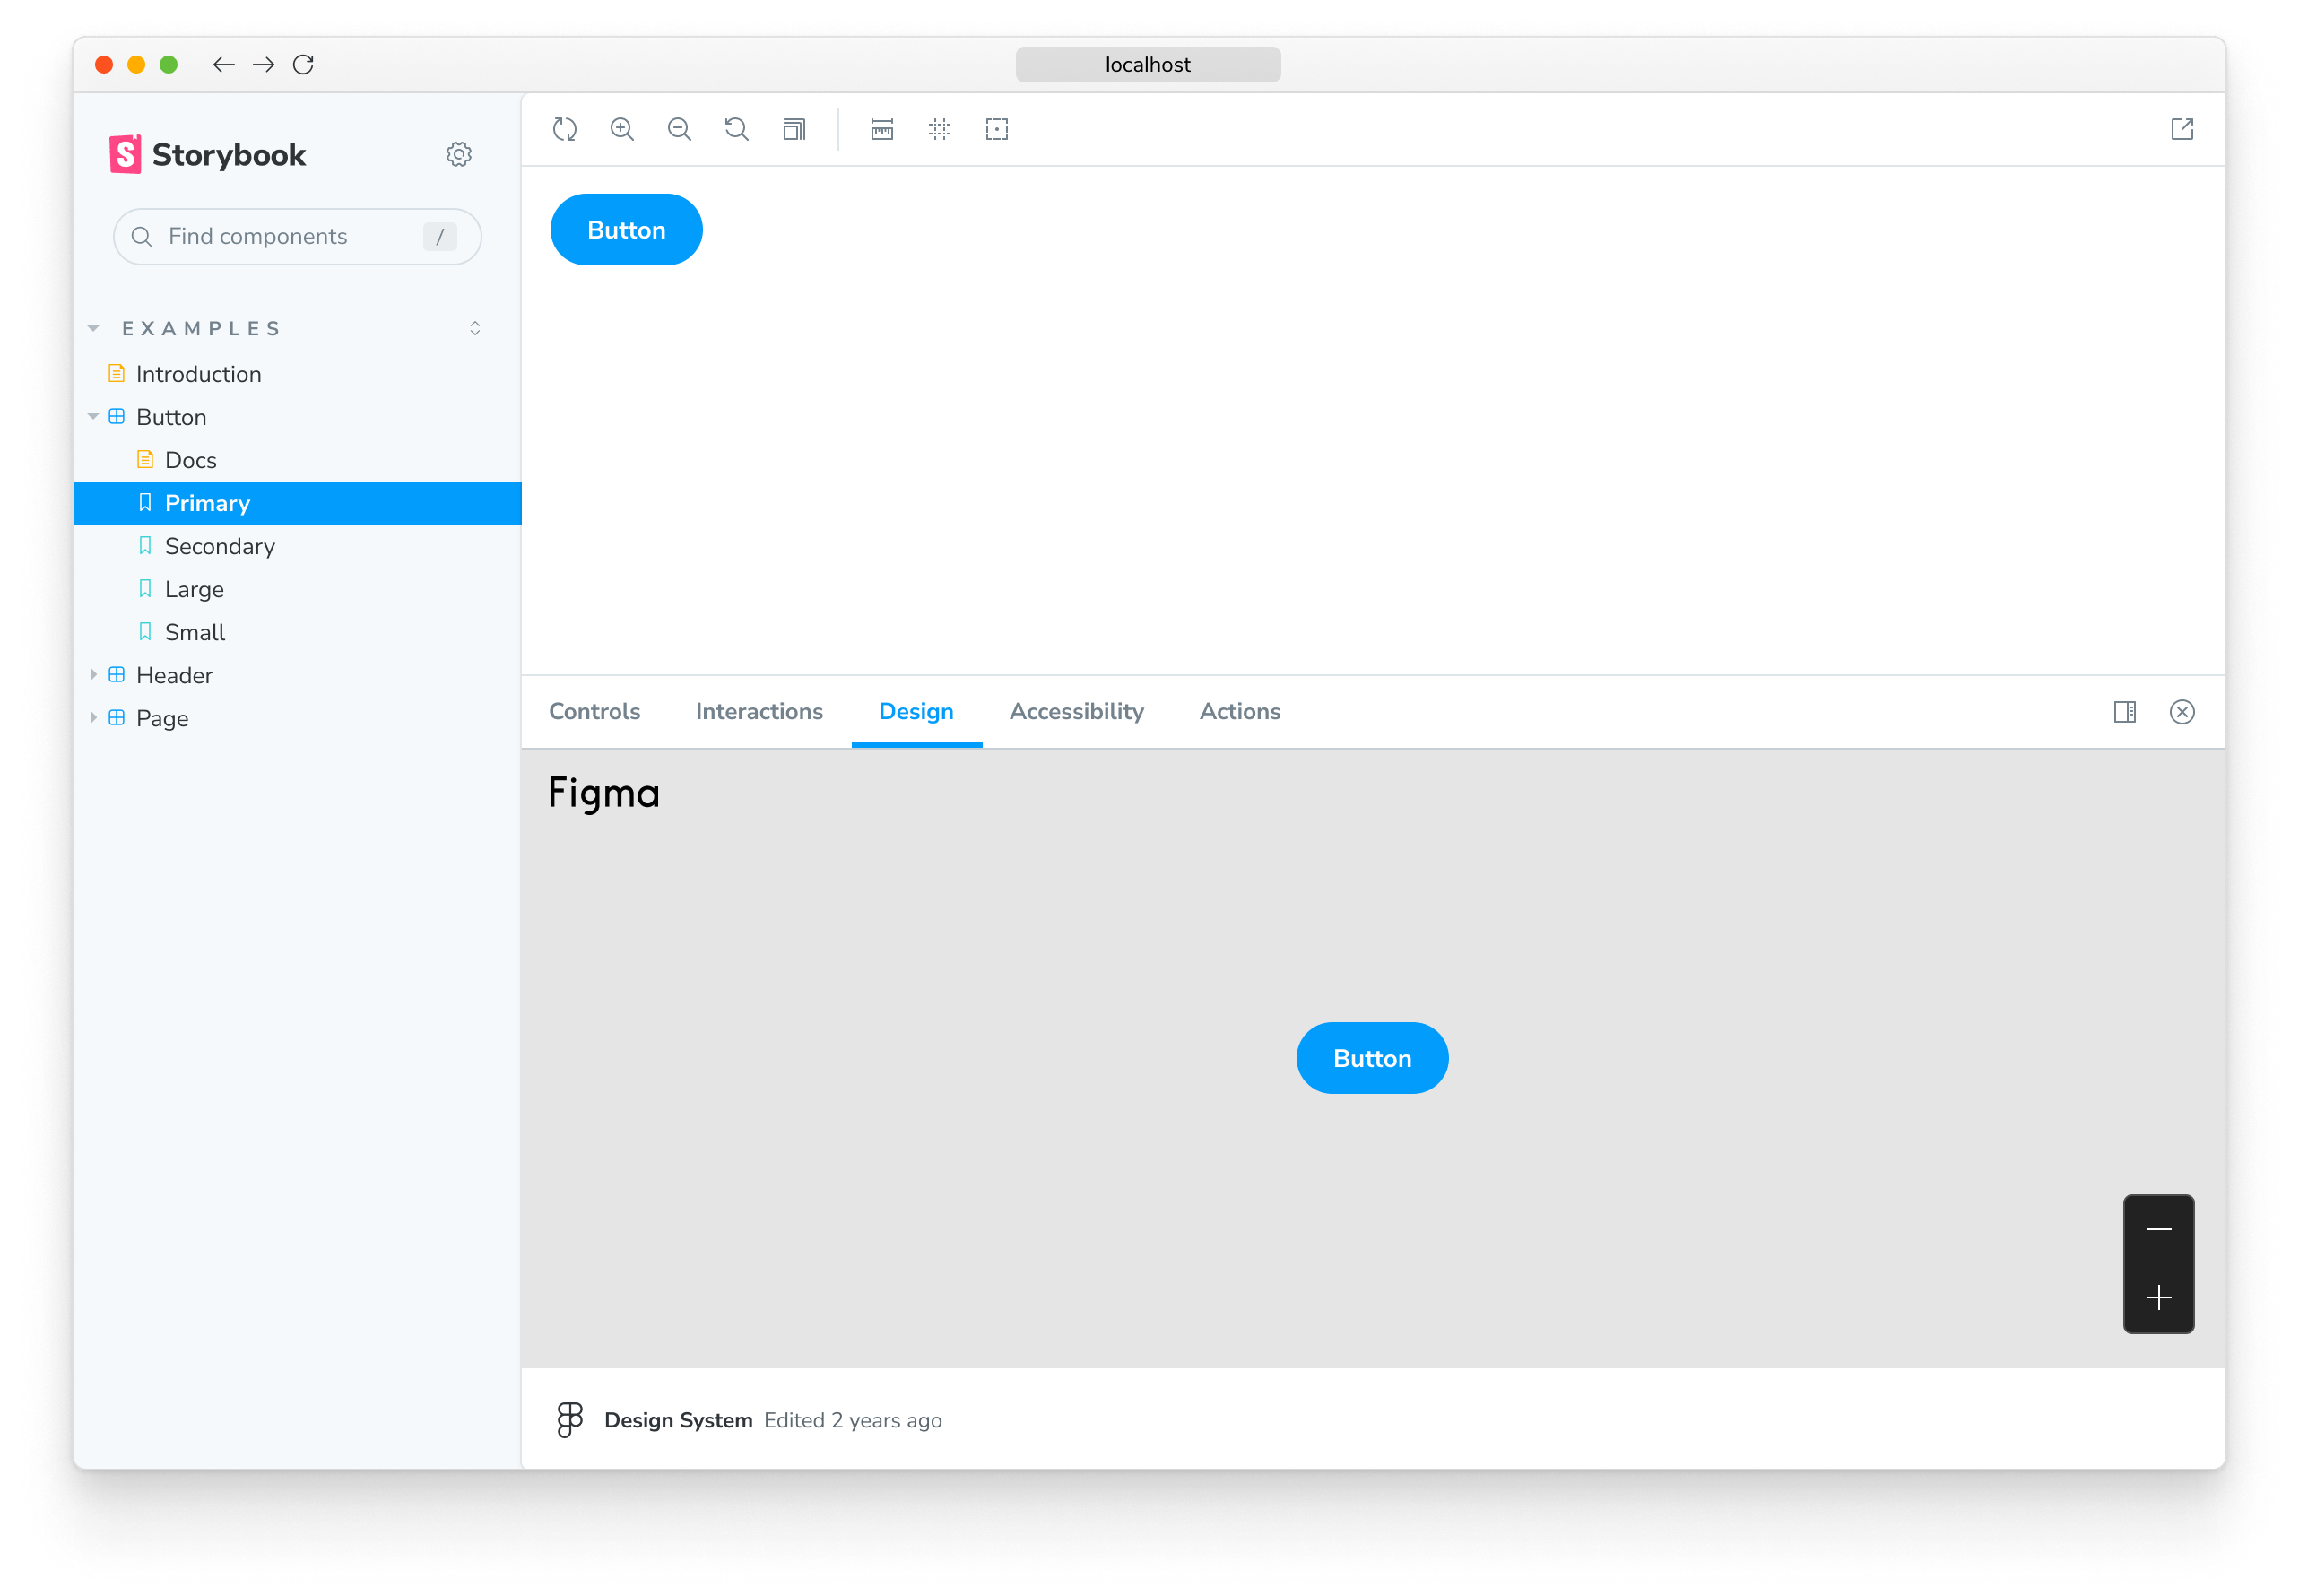 localhost
Storybook
Find components /
EXAMPLES
Introduction
Button
Docs
Primary
Secondary
Large
Small
Header
Page
Button
Controls Interactions Design Accessibility Actions
Figma
Button
Design System Edited 2 years ago